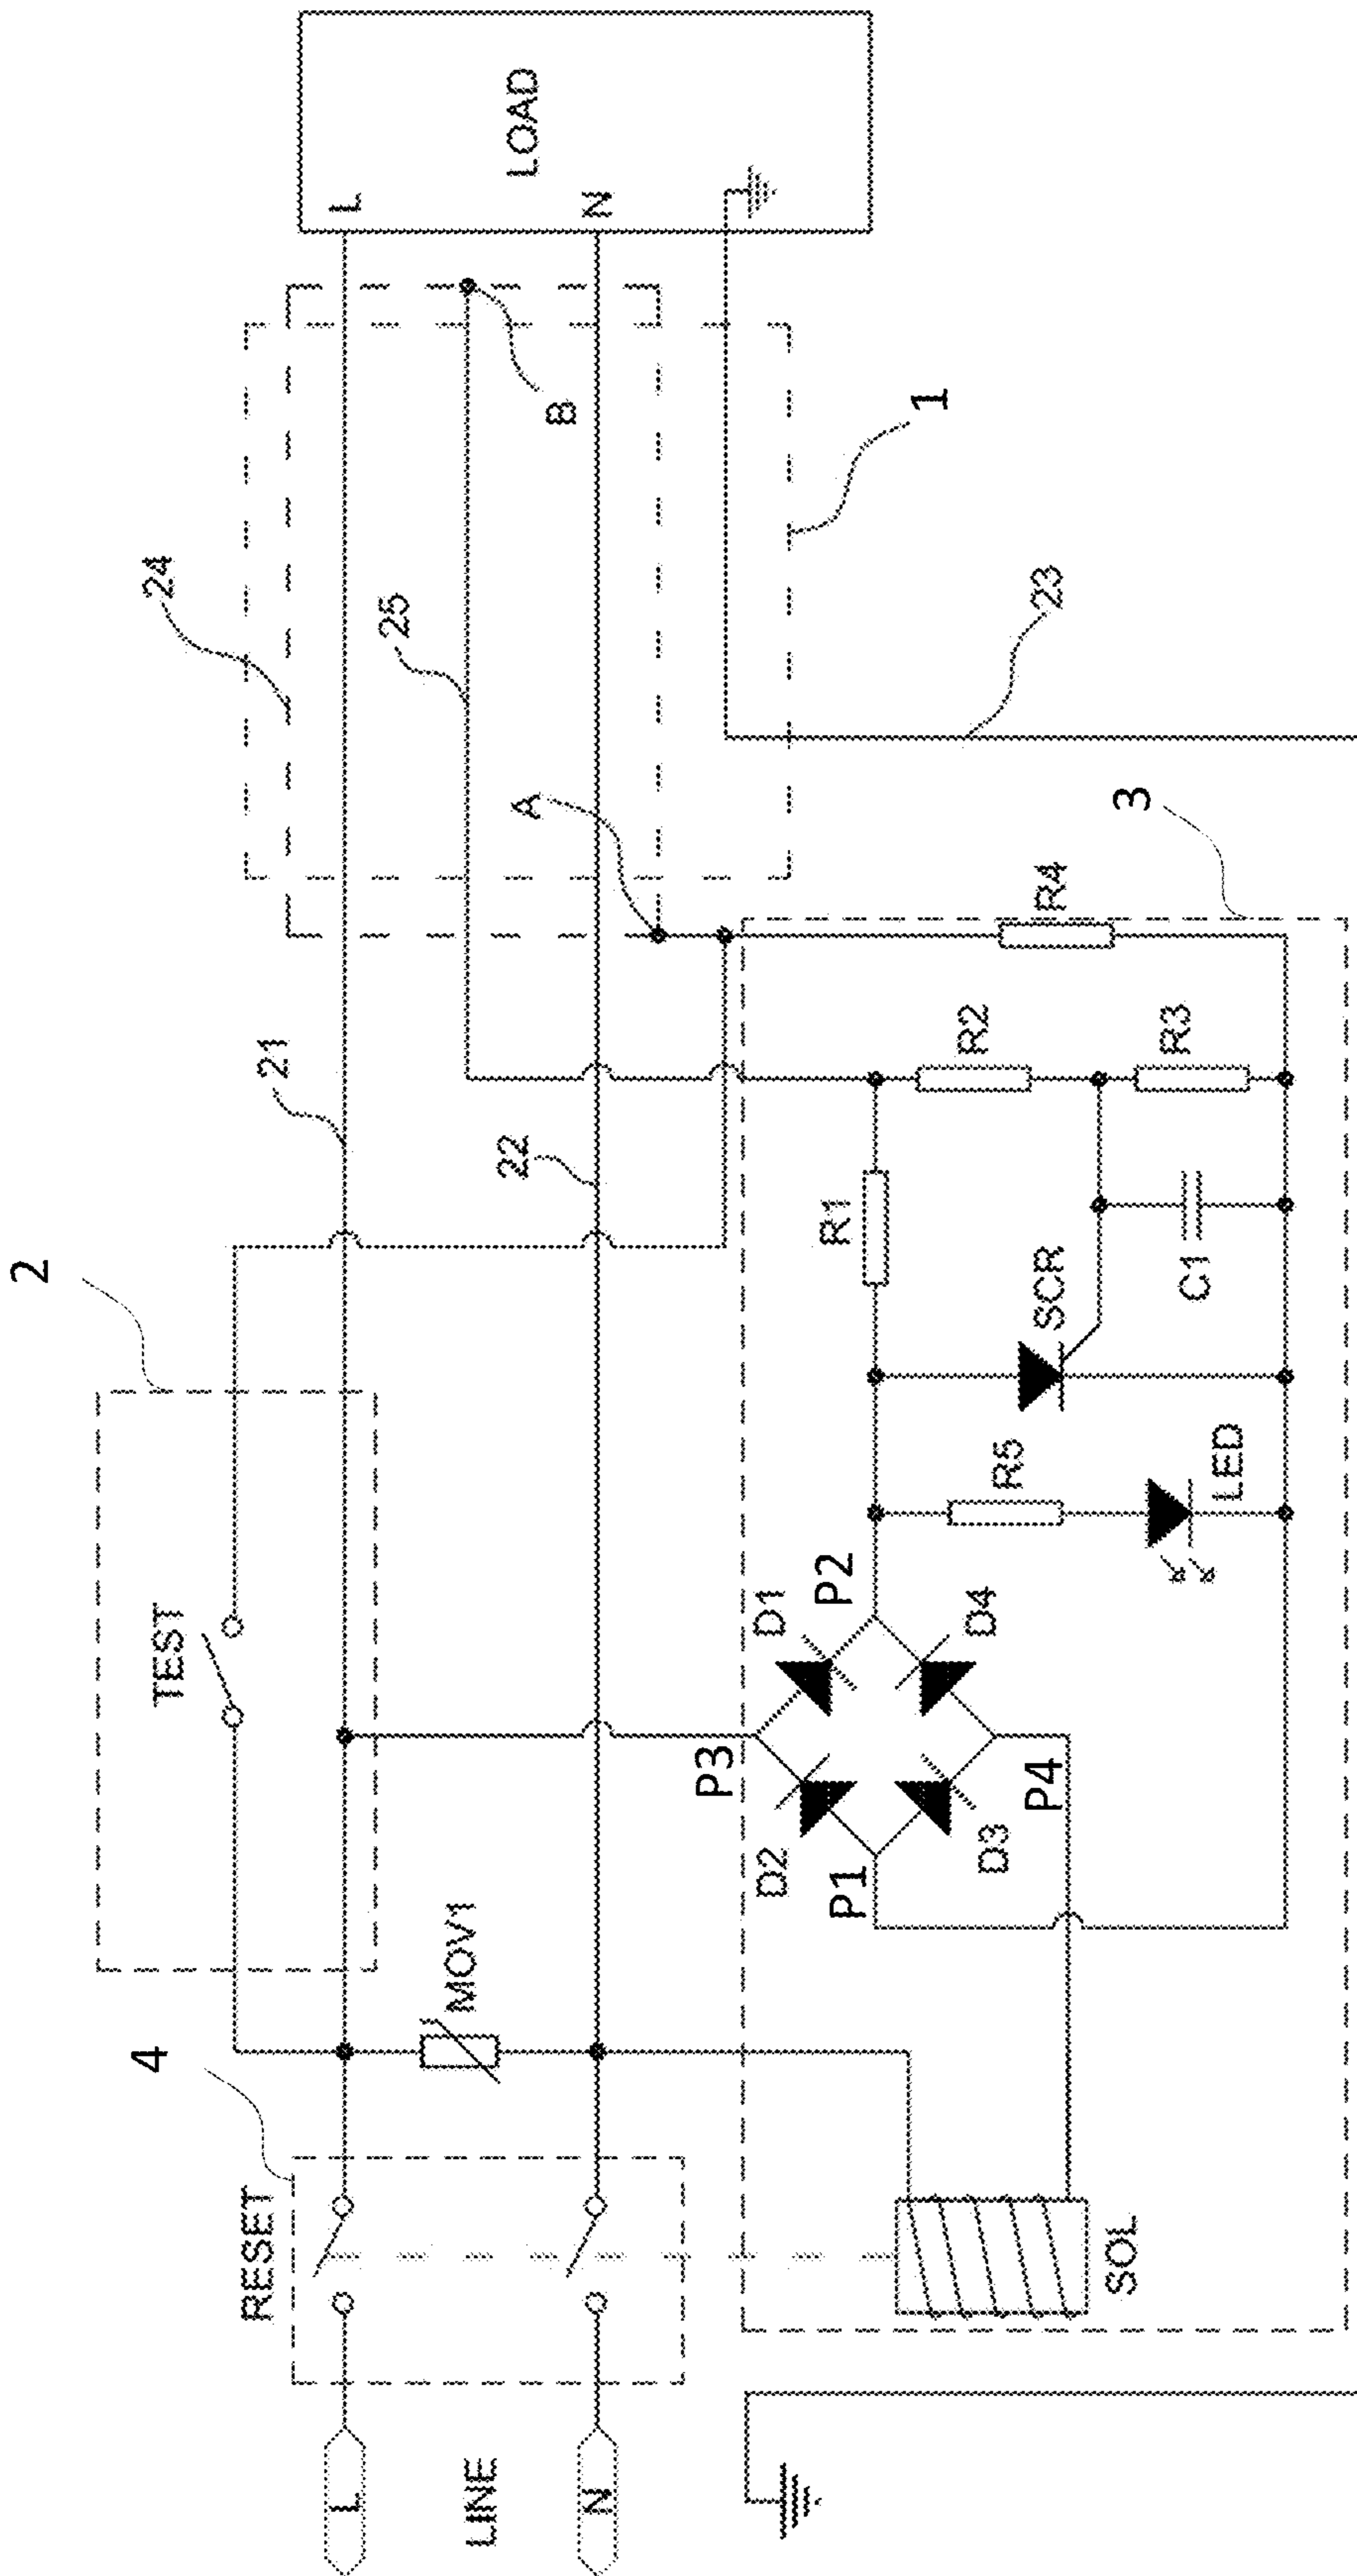 2
TEST
4
RESET
L
LINE
N
MOV1
21
22
24
25
A
B
L
N
LOAD
1
23
3
P3
D1
P2
D2
P1
D4
D3
P4
SOL
R5
LED
SCR
R1
C1
R2
R3
R4